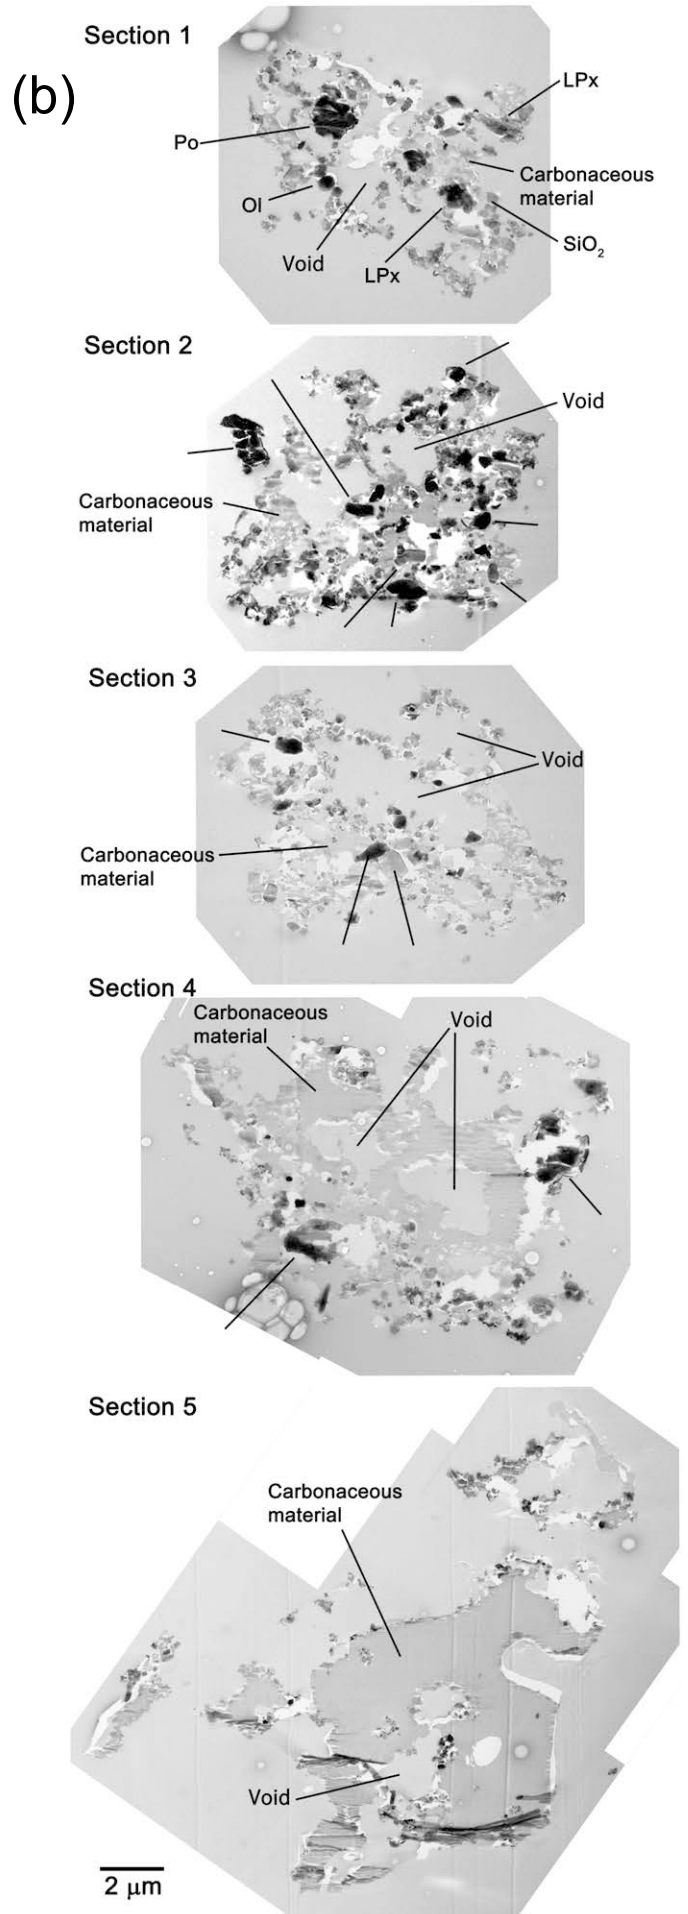 Section 1
(b)
LPx
Po
Carbonaceous
material
Ol
SiO₂
Void
LPx
Section 2
Void
Carbonaceous
material
Section 3
Void
Carbonaceous
material
Section 4
Carbonaceous
material
Void
Section 5
Carbonaceous
material
Void
2 μm